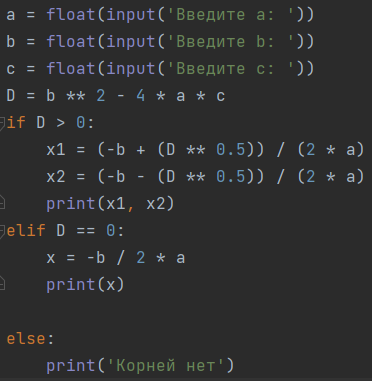 a = float(input('Введите a: '))
b = float(input('Введите b: '))
c = float(input('Введите c: '))
D = b ** 2 - 4 * a * c
if D > 0:
    x1 = (-b + (D ** 0.5)) / (2 * a)
    x2 = (-b - (D ** 0.5)) / (2 * a)
    print(x1, x2)
elif D == 0:
    x = -b / 2 * a
    print(x)
else:
    print('Корней нет')